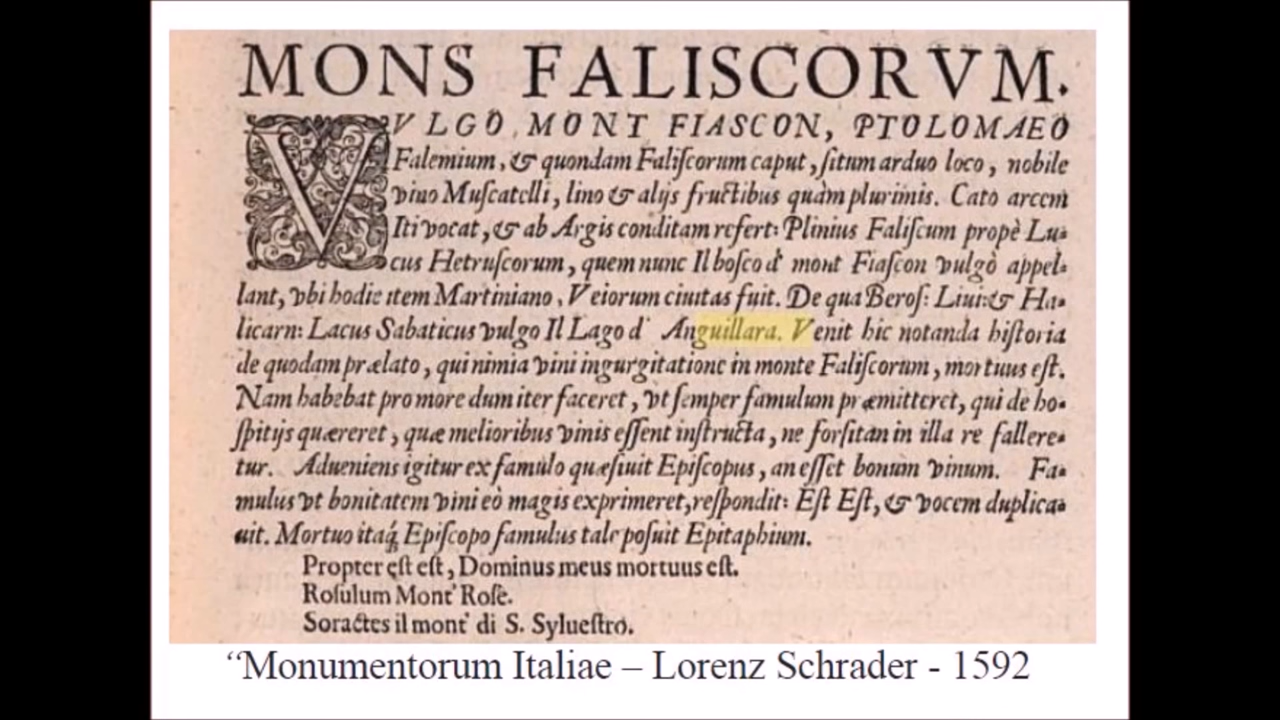 MONS FALISCORVM.
VVLGO MONT FIASCON, PTOLOMAEO
Falemium, & quondam Faliſcorum caput, ſitum arduo loco, nobile
vino Muſcatelli, lino & alijs fructibus quàm plurimis. Cato arcem
Iti vocat, & ab Argis conditam refert: Plinius Faliſcum propè Lu-
cus Hetruſcorum, quem nunc Il boſco d' mont Fiaſcon vulgò appel-
lant, vbi hodie item Martiniano, Veiorum ciuitas fuit. De qua Beroſ: Liui: & Ha-
licarn: Lacus Sabaticus vulgo Il Lago d' Anguillara. Venit hic notanda hiſtoria
de quodam prælato, qui nimia vini ingurgitatione in monte Faliſcorum, mortuus eſt.
Nam habebat pro more dum iter faceret, vt ſemper famulum præmitteret, qui de ho-
ſpitijs quæreret, quæ melioribus vinis eſſent inſtructa, ne forſitan in illa re fallere-
tur. Adueniens igitur ex famulo quæſiuit Epiſcopus, an eſſet bonum vinum. Fa-
mulus vt bonitatem vini eò magis exprimeret, reſpondit: Eſt Eſt, & vocem duplica-
uit. Mortuo itaq́; Epiſcopo famulus tale poſuit Epitaphium.
Propter eſt eſt, Dominus meus mortuus eſt.
Roſulum Mont' Roſe.
Soractes il mont' di S. Sylueſtro.
“Monumentorum Italiae – Lorenz Schrader - 1592